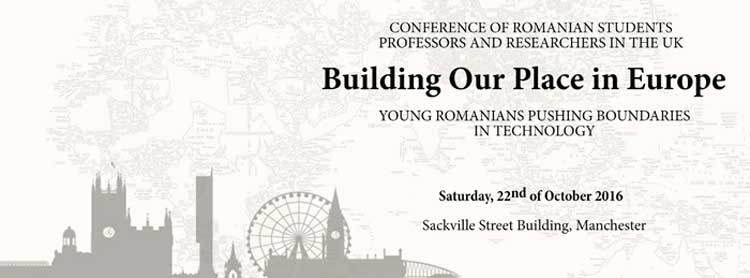 CONFERENCE OF ROMANIAN STUDENTS
PROFESSORS AND RESEARCHERS IN THE UK
Building Our Place in Europe
YOUNG ROMANIANS PUSHING BOUNDARIES
IN TECHNOLOGY
Saturday, 22nd of October 2016
Sackville Street Building, Manchester